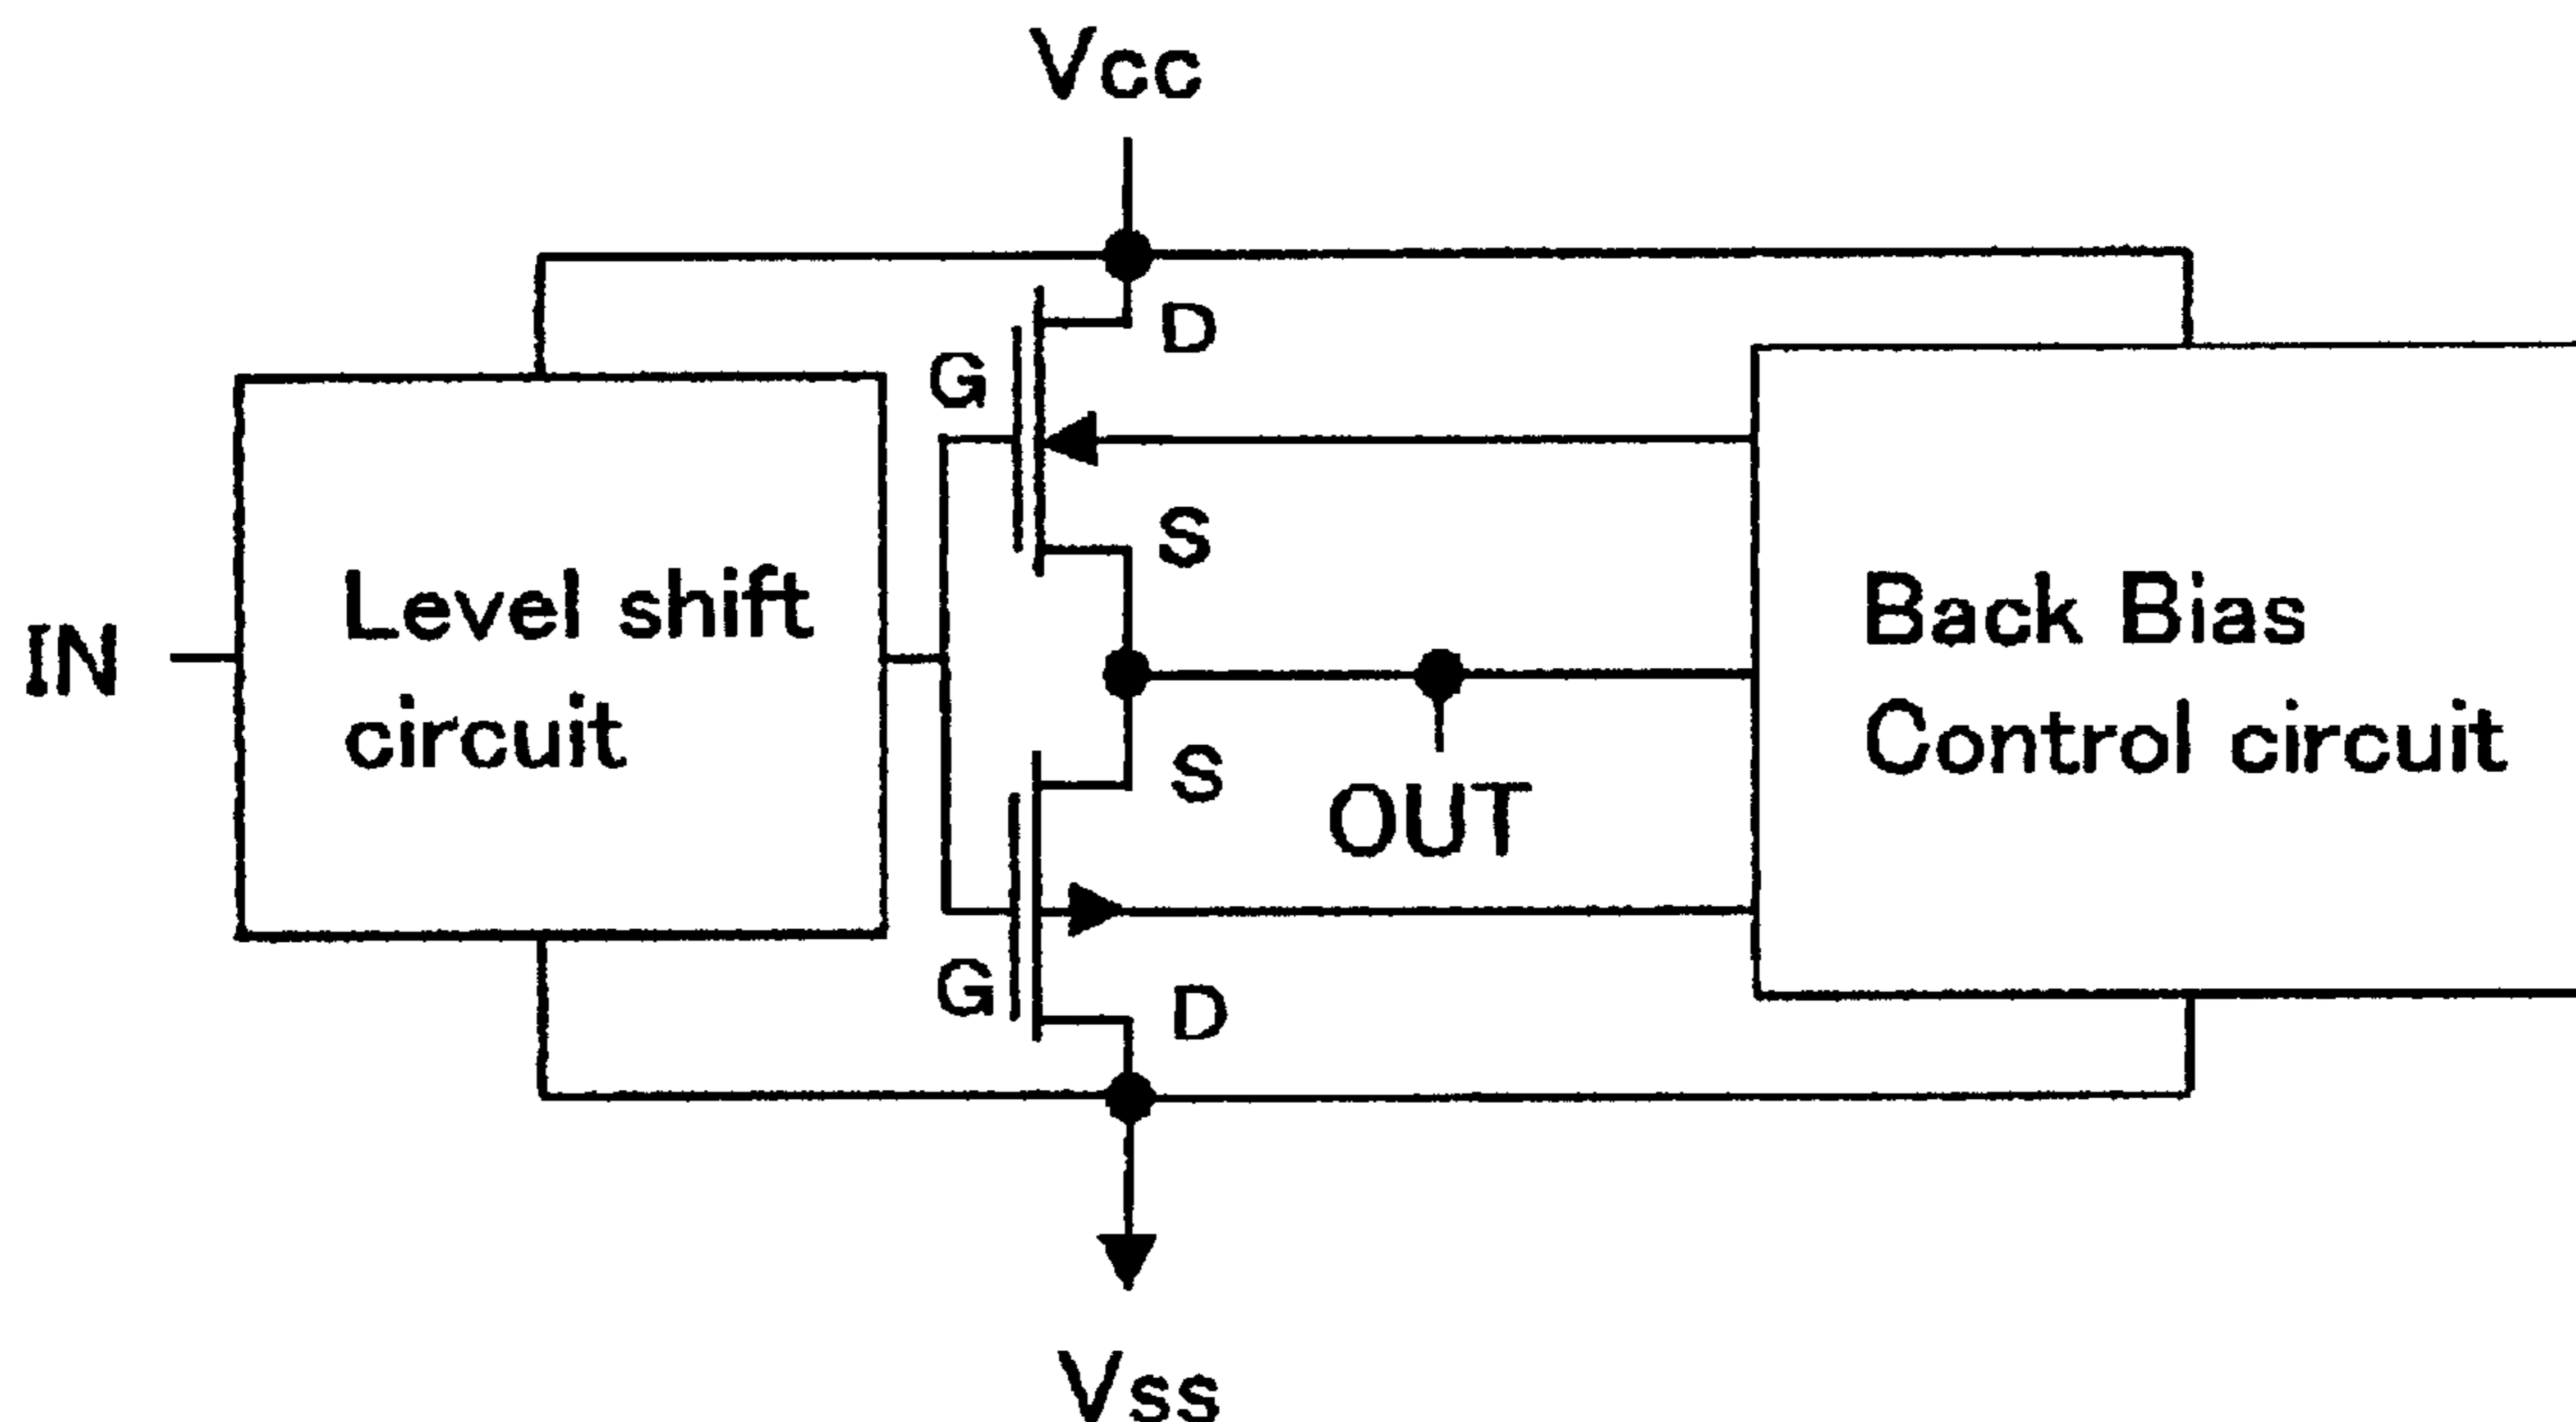 Vcc
D
G
S
Level shift
circuit
IN
Back Bias
Control circuit
S
OUT
G
D
Vss